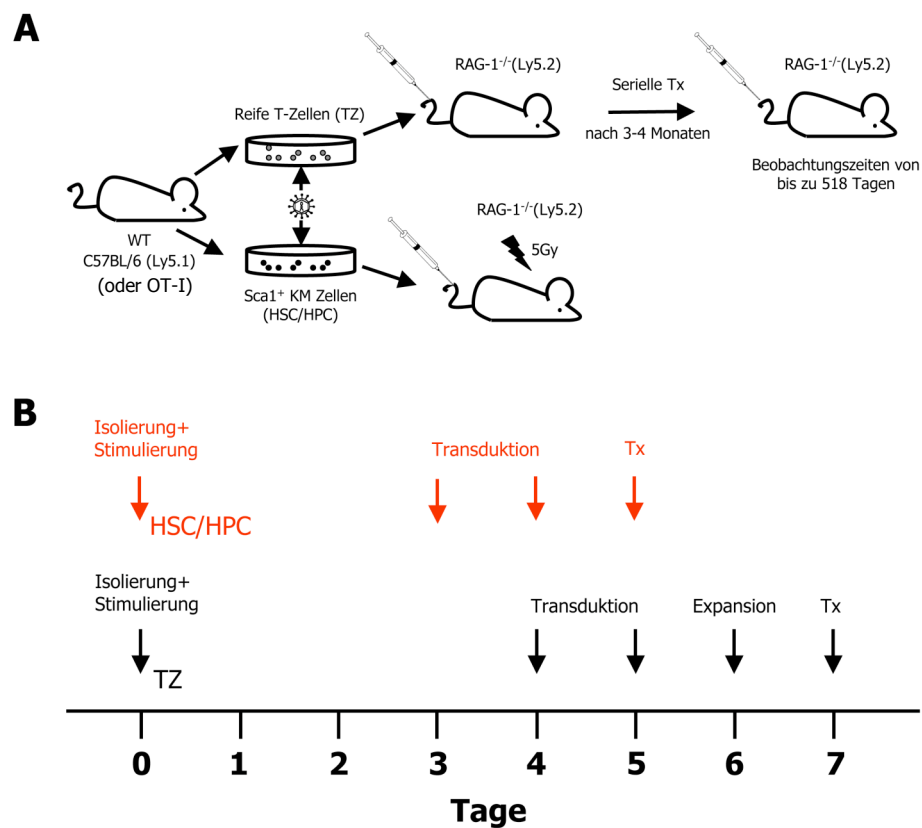 A
RAG-1-/-(Ly5.2)
RAG-1-/-(Ly5.2)
Serielle Tx
nach 3-4 Monaten
Reife T-Zellen (TZ)
Beobachtungszeiten von
bis zu 518 Tagen
WT
C57BL/6 (Ly5.1)
(oder OT-I)
RAG-1-/-(Ly5.2)
5Gy
Sca1+ KM Zellen
(HSC/HPC)
B
Isolierung+
Stimulierung
Transduktion
Tx
HSC/HPC
Isolierung+
Stimulierung
Transduktion
Expansion
Tx
TZ
0 1 2 3 4 5 6 7
Tage